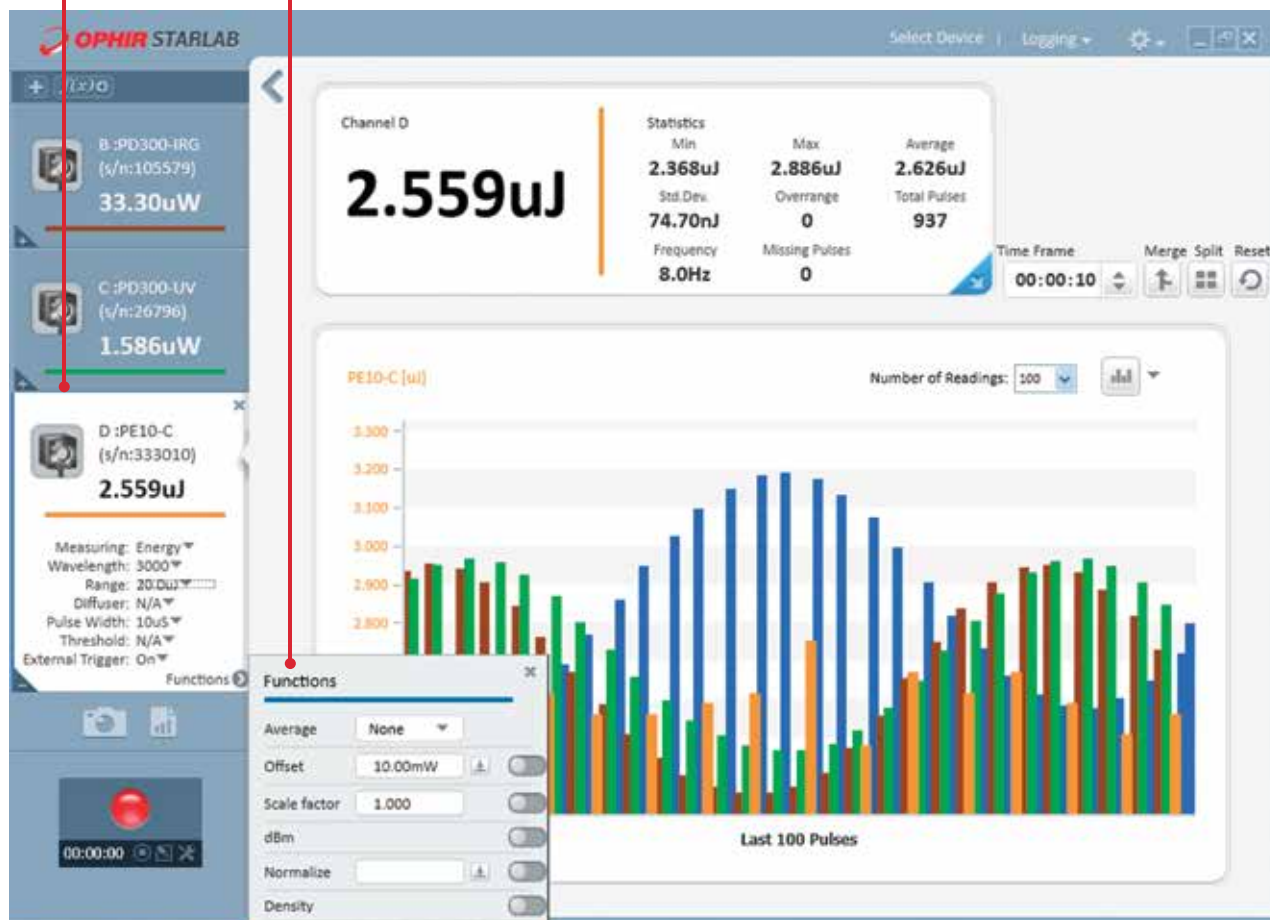 OPHIR STARLAB
Select Device | Logging
f(x)
B :PD300-IRG
(s/n:105579)
33.30uW
C :PD300-UV
(s/n:26796)
1.586uW
D :PE10-C
(s/n:333010)
2.559uJ
Measuring: Energy
Wavelength: 3000
Range: 20.0uJ
Diffuser: N/A
Pulse Width: 10uS
Threshold: N/A
External Trigger: On
Functions
00:00:00
Channel D
2.559uJ
Statistics
Min Max Average
2.368uJ 2.886uJ 2.626uJ
Std.Dev. Overrange Total Pulses
74.70nJ 0 937
Frequency Missing Pulses
8.0Hz 0
Time Frame Merge Split Reset
00:00:10
PE10-C [uJ]
Number of Readings: 100
3.300
3.200
3.100
3.000
2.900
2.800
Last 100 Pulses
Functions
Average None
Offset 10.00mW
Scale factor 1.000
dBm
Normalize
Density